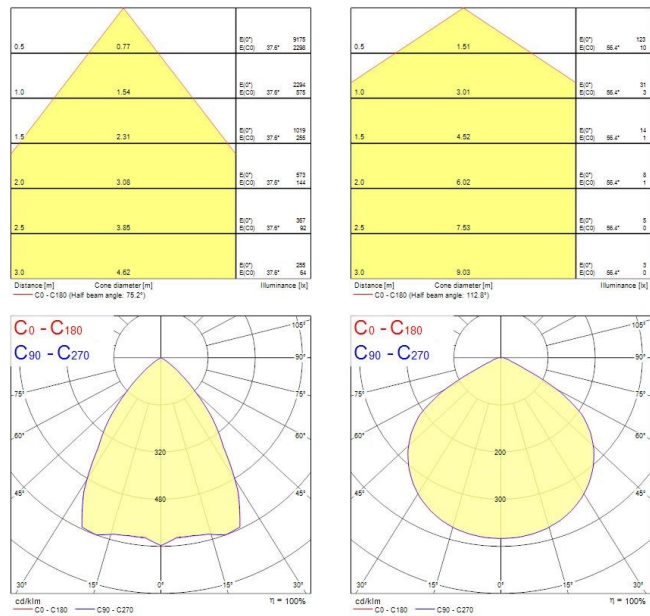 0.5 0.77 E(0°) 9175
E(C0) 37.6° 2298
1.0 1.54 E(0°) 2294
E(C0) 37.6° 575
1.5 2.31 E(0°) 1019
E(C0) 37.6° 255
2.0 3.08 E(0°) 573
E(C0) 37.6° 144
2.5 3.85 E(0°) 367
E(C0) 37.6° 92
3.0 4.62 E(0°) 255
E(C0) 37.6° 64
Distance [m] Cone diameter [m] Illuminance [lx]
C0 - C180 (Half beam angle: 75.2°)
0.5 1.51 E(0°) 123
E(C0) 56.4° 10
1.0 3.01 E(0°) 31
E(C0) 56.4° 3
1.5 4.52 E(0°) 14
E(C0) 56.4° 1
2.0 6.02 E(0°) 8
E(C0) 56.4° 1
2.5 7.53 E(0°) 5
E(C0) 56.4° 0
3.0 9.03 E(0°) 3
E(C0) 56.4° 0
Distance [m] Cone diameter [m] Illuminance [lx]
C0 - C180 (Half beam angle: 112.8°)
C0 - C180
C90 - C270
105°
90°
75° 75°
60° 60°
320
45° 480 45°
30° 15° 0° 15° 30°
cd/klm η = 100%
C0 - C180 C90 - C270
C0 - C180
C90 - C270
105°
90°
75° 75°
60° 60°
200
45° 300 45°
30° 15° 0° 15° 30°
cd/klm η = 100%
C0 - C180 C90 - C270